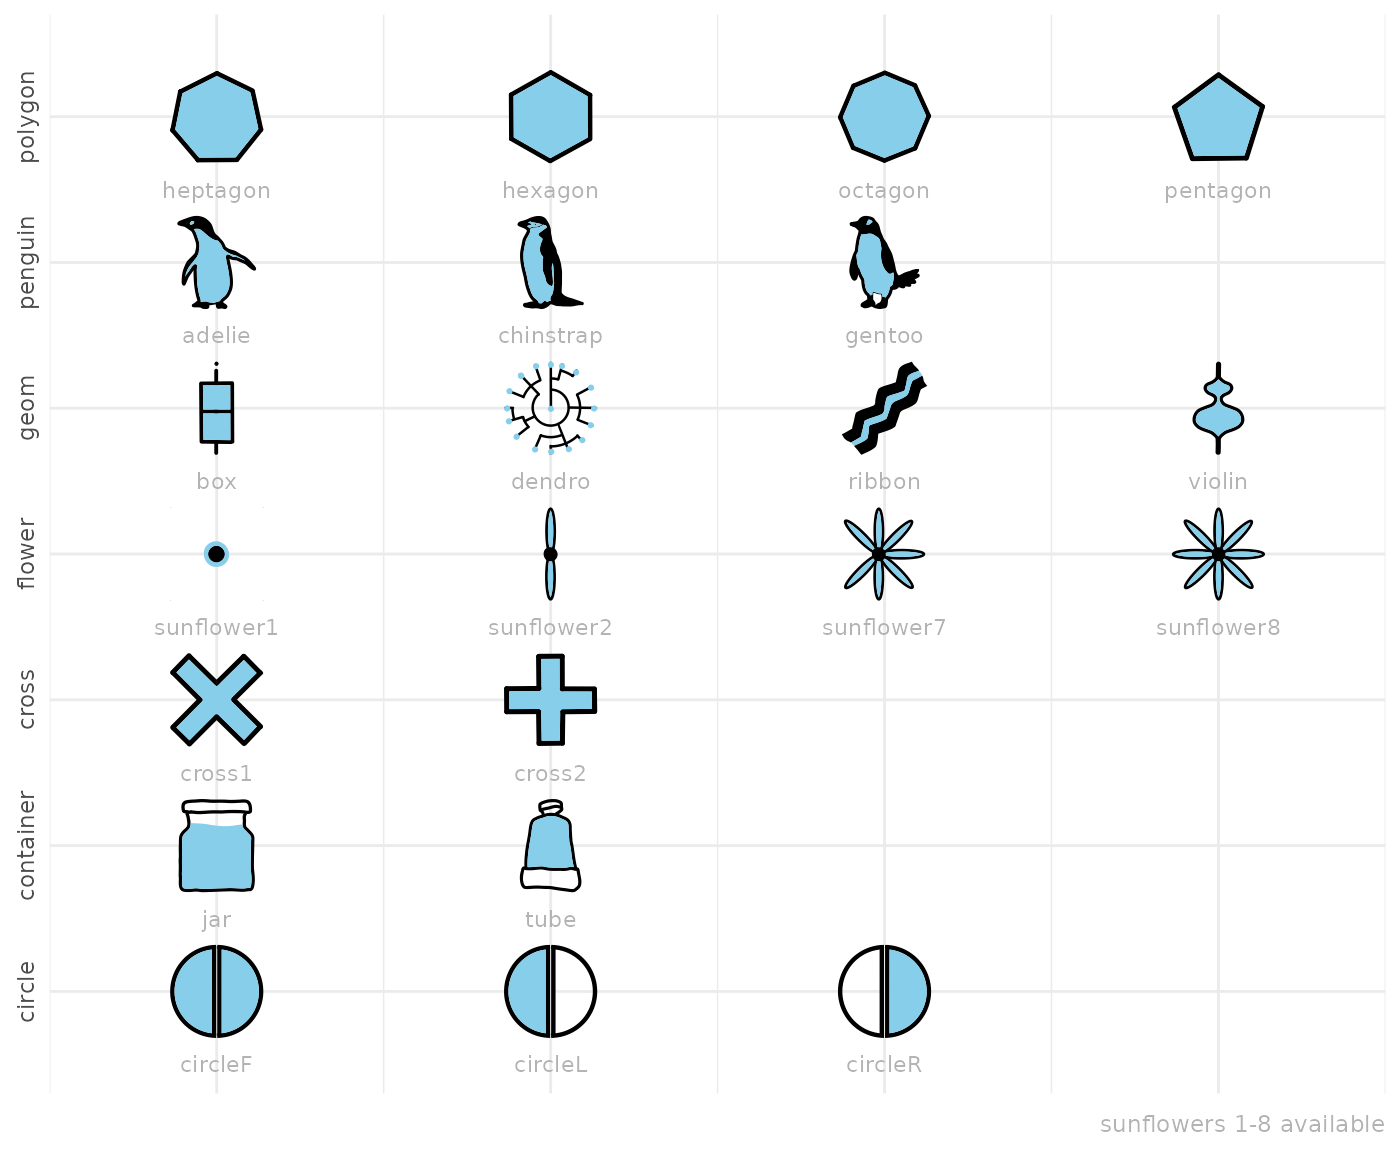 polygon
heptagon
hexagon
octagon
pentagon
penguin
adelie
chinstrap
gentoo
geom
box
dendro
ribbon
violin
flower
sunflower1
sunflower2
sunflower7
sunflower8
cross
cross1
cross2
container
jar
tube
circle
circleF
circleL
circleR
sunflowers 1-8 available